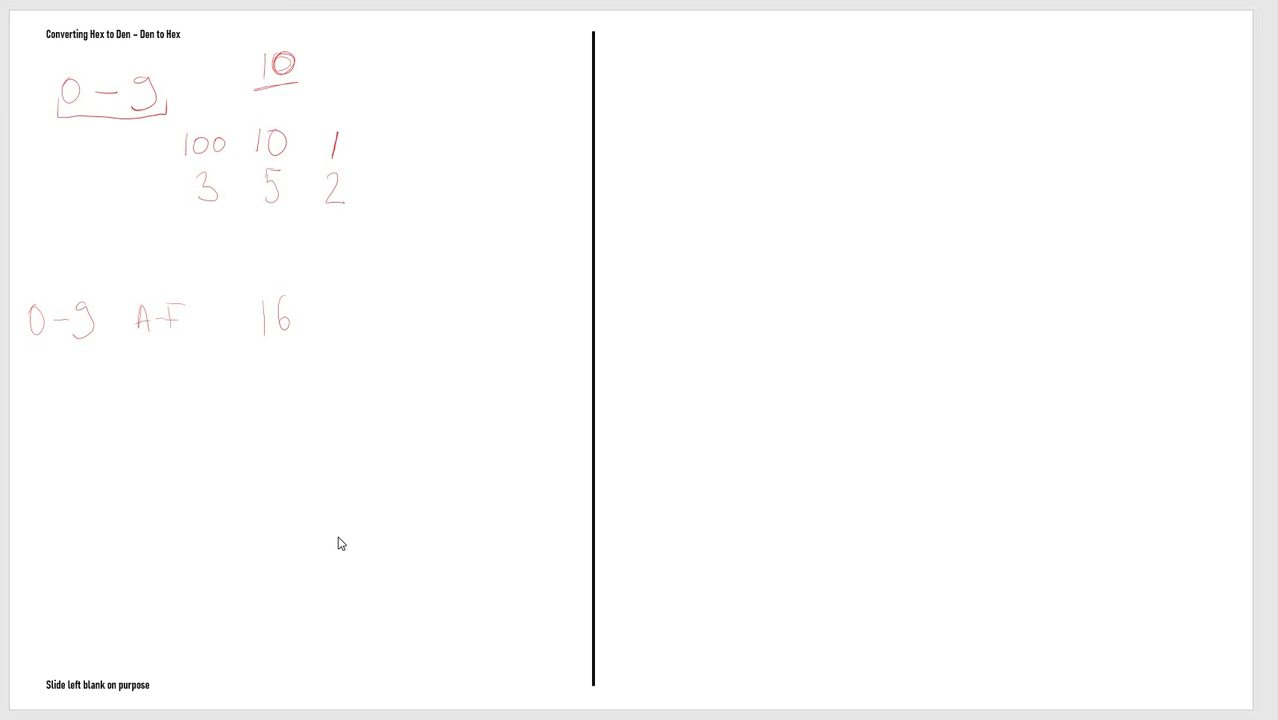 Converting Hex to Den – Den to Hex
10
0 - 9
100 10 1
3 5 2
0-9 A-F 16
Slide left blank on purpose